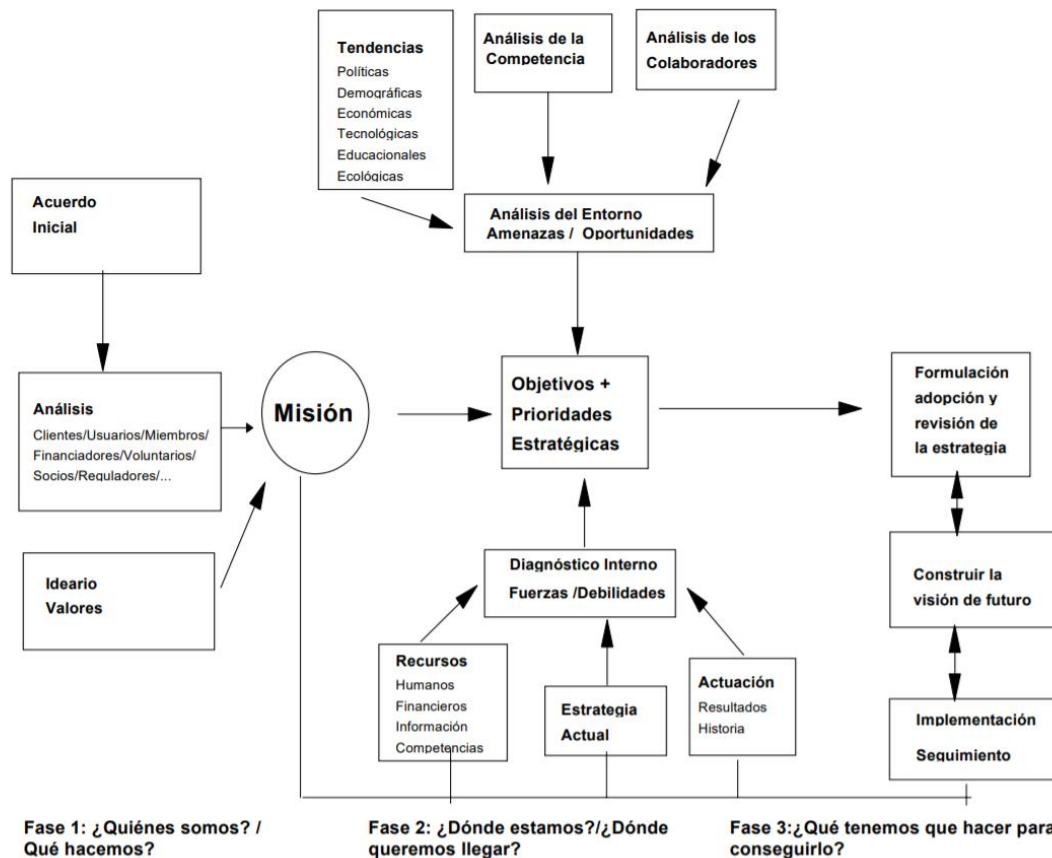 Tendencias
Políticas
Demográficas
Económicas
Tecnológicas
Educacionales
Ecológicas
Análisis de la
Competencia
Análisis de los
Colaboradores
Acuerdo
Inicial
Análisis del Entorno
Amenazas / Oportunidades
Análisis
Clientes/Usuarios/Miembros/
Financiadores/Voluntarios/
Socios/Reguladores/...
Misión
Objetivos +
Prioridades
Estratégicas
Formulación
adopción y
revisión de
la estrategia
Ideario
Valores
Diagnóstico Interno
Fuerzas /Debilidades
Construir la
visión de futuro
Recursos
Humanos
Financieros
Información
Competencias
Estrategia
Actual
Actuación
Resultados
Historia
Implementación
Seguimiento
Fase 1: ¿Quiénes somos? /
Qué hacemos?
Fase 2: ¿Dónde estamos?/¿Dónde
queremos llegar?
Fase 3:¿Qué tenemos que hacer para
conseguirlo?